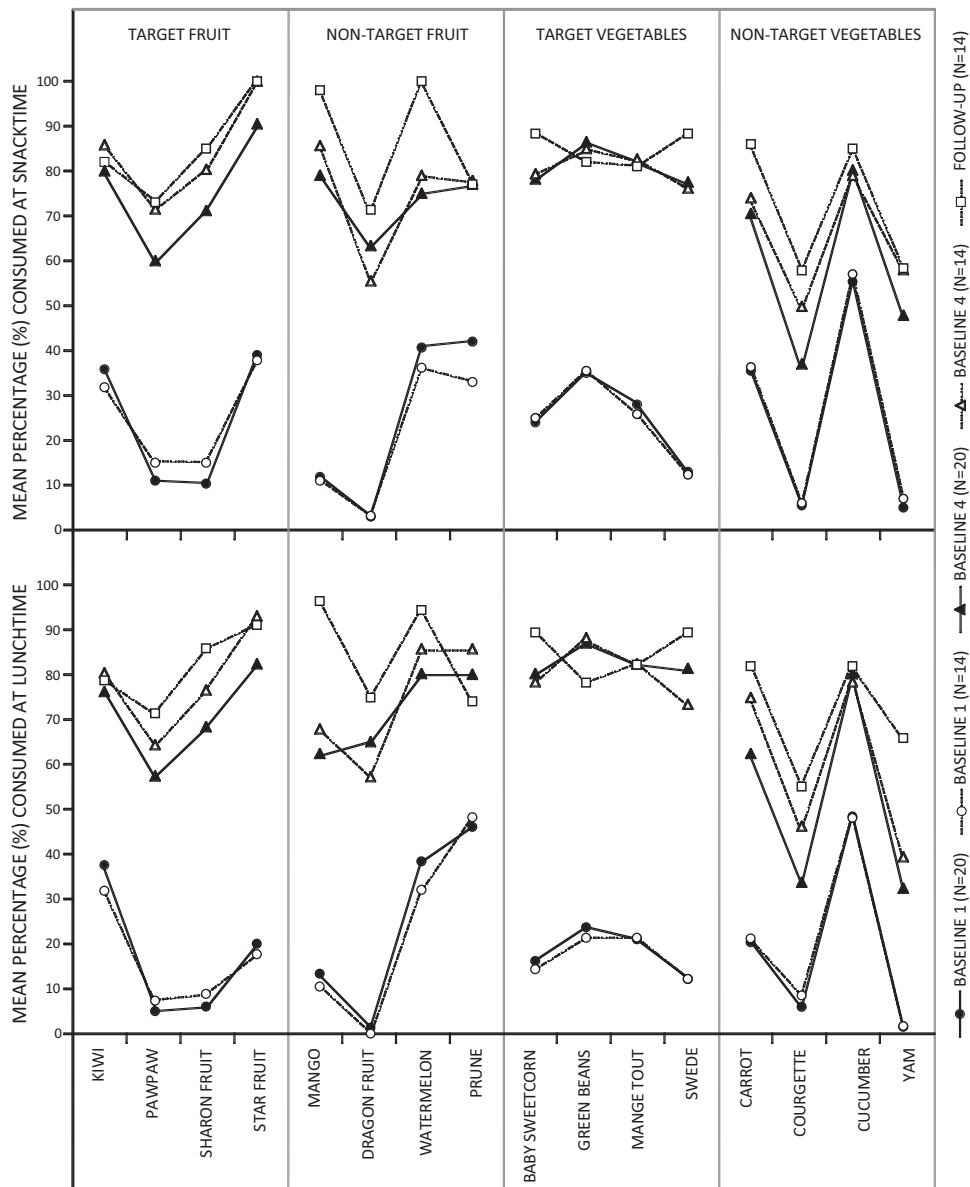 TARGET FRUIT
NON-TARGET FRUIT
TARGET VEGETABLES
NON-TARGET VEGETABLES
MEAN PERCENTAGE (%) CONSUMED AT SNACKTIME
100
90
80
70
60
50
40
30
20
10
0
MEAN PERCENTAGE (%) CONSUMED AT LUNCHTIME
100
90
80
70
60
50
40
30
20
10
0
KIWI
PAWPAW
SHARON FRUIT
STAR FRUIT
MANGO
DRAGON FRUIT
WATERMELON
PRUNE
BABY SWEETCORN
GREEN BEANS
MANGE TOUT
SWEDE
CARROT
COURGETTE
CUCUMBER
YAM
BASELINE 1 (N=20)
BASELINE 1 (N=14)
BASELINE 4 (N=20)
BASELINE 4 (N=14)
FOLLOW-UP (N=14)